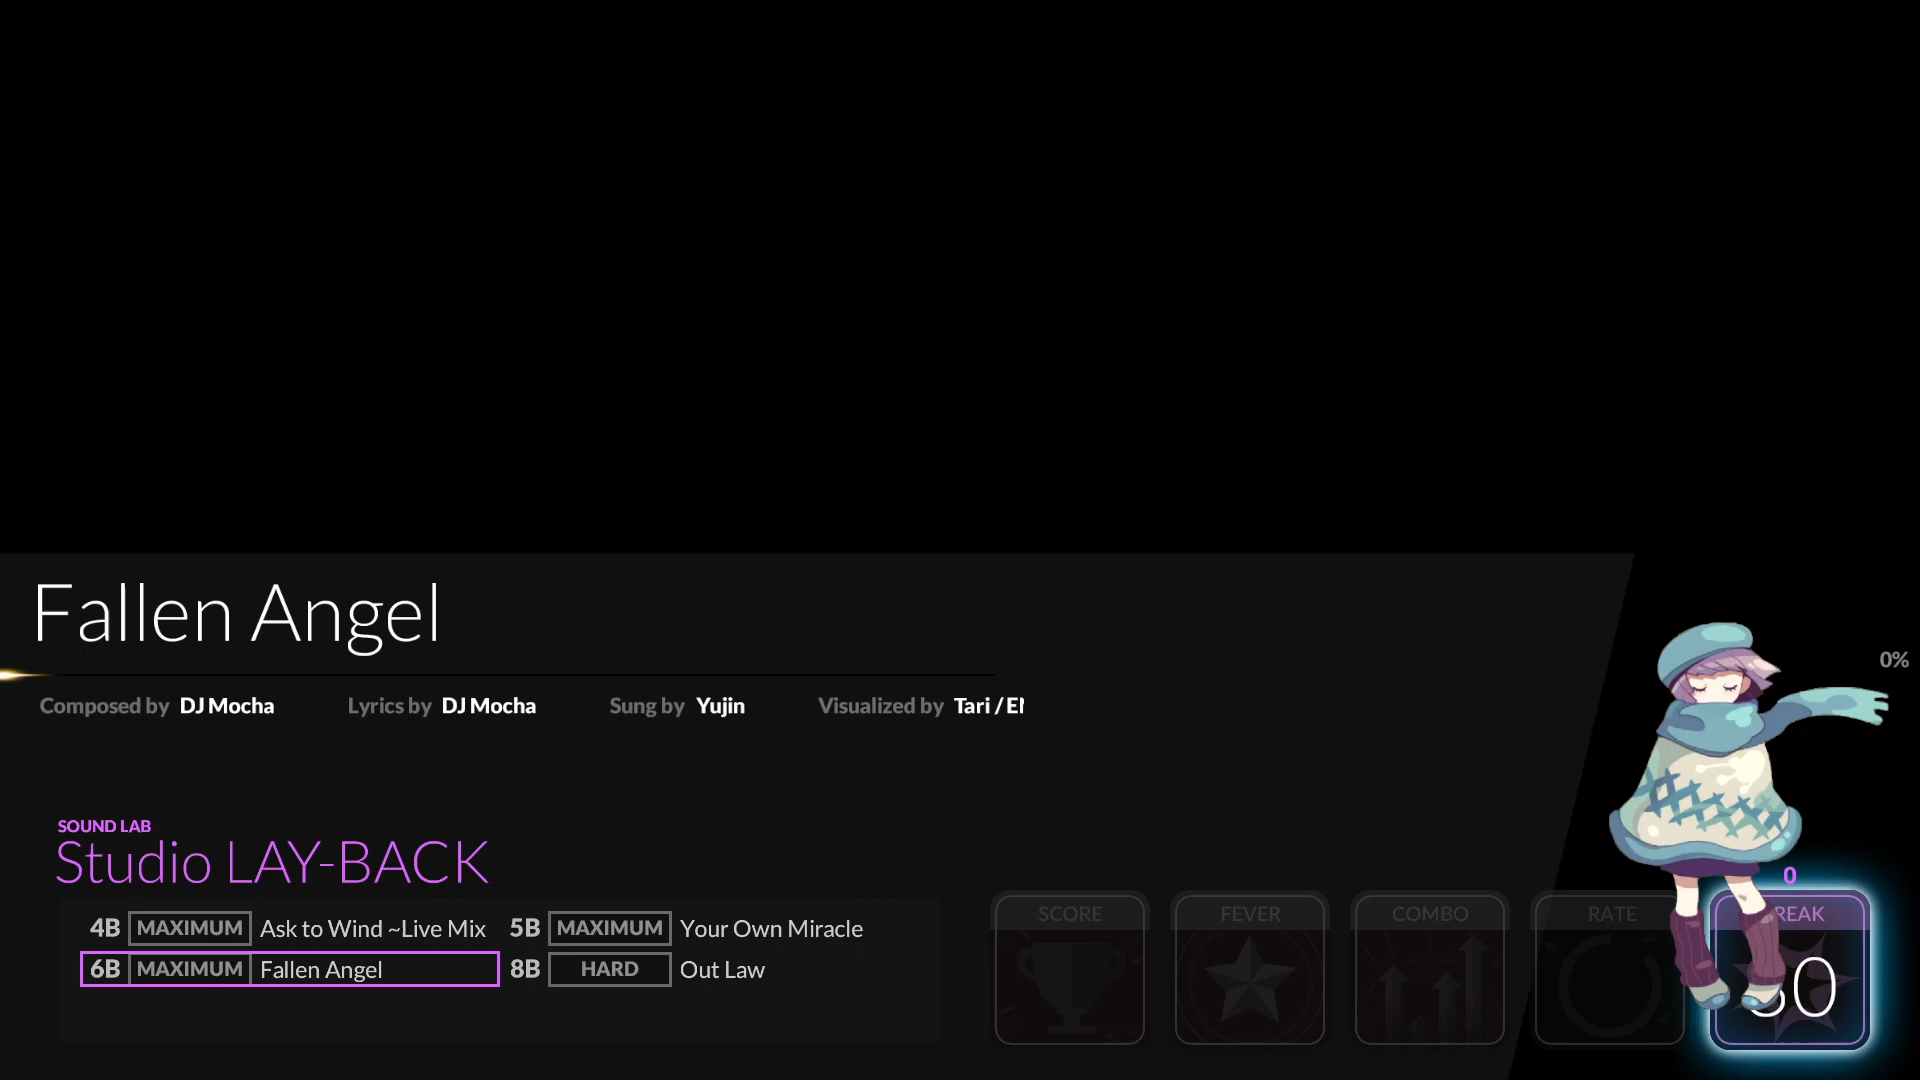 Fallen Angel
Composed by DJ Mocha Lyrics by DJ Mocha Sung by Yujin Visualized by Tari /
0%
SOUND LAB
Studio LAY-BACK
0
SCORE FEVER COMBO RATE
4B MAXIMUM Ask to Wind ~Live Mix 5B MAXIMUM Your Own Miracle
6B MAXIMUM Fallen Angel 8B HARD Out Law